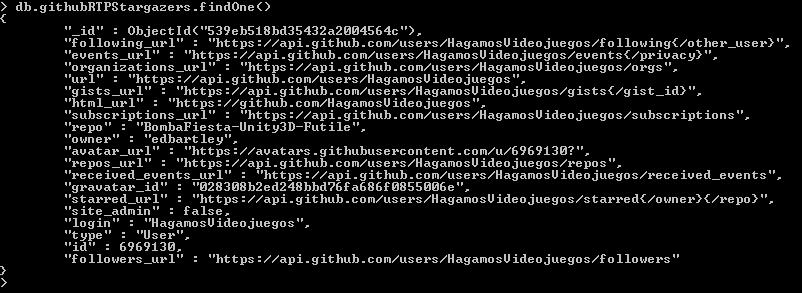 > db.githubRTPStargazers.findOne()
{
"_id" : ObjectId("539eb518bd35432a2004564c"),
"following_url" : "https://api.github.com/users/HagamosVideojuegos/following{/other_user}",
"events_url" : "https://api.github.com/users/HagamosVideojuegos/events{/privacy}",
"organizations_url" : "https://api.github.com/users/HagamosVideojuegos/orgs",
"url" : "https://api.github.com/users/HagamosVideojuegos",
"gists_url" : "https://api.github.com/users/HagamosVideojuegos/gists{/gist_id}",
"html_url" : "https://github.com/HagamosVideojuegos",
"subscriptions_url" : "https://api.github.com/users/HagamosVideojuegos/subscriptions",
"repo" : "BombaFiesta-Unity3D-Futile",
"owner" : "edbartley",
"avatar_url" : "https://avatars.githubusercontent.com/u/6969130?",
"repos_url" : "https://api.github.com/users/HagamosVideojuegos/repos",
"received_events_url" : "https://api.github.com/users/HagamosVideojuegos/received_events",
"gravatar_id" : "028308b2ed248bbd76fa686f0855006e",
"starred_url" : "https://api.github.com/users/HagamosVideojuegos/starred{/owner}{/repo}",
"site_admin" : false,
"login" : "HagamosVideojuegos",
"type" : "User",
"id" : 6969130,
"followers_url" : "https://api.github.com/users/HagamosVideojuegos/followers"
}
>